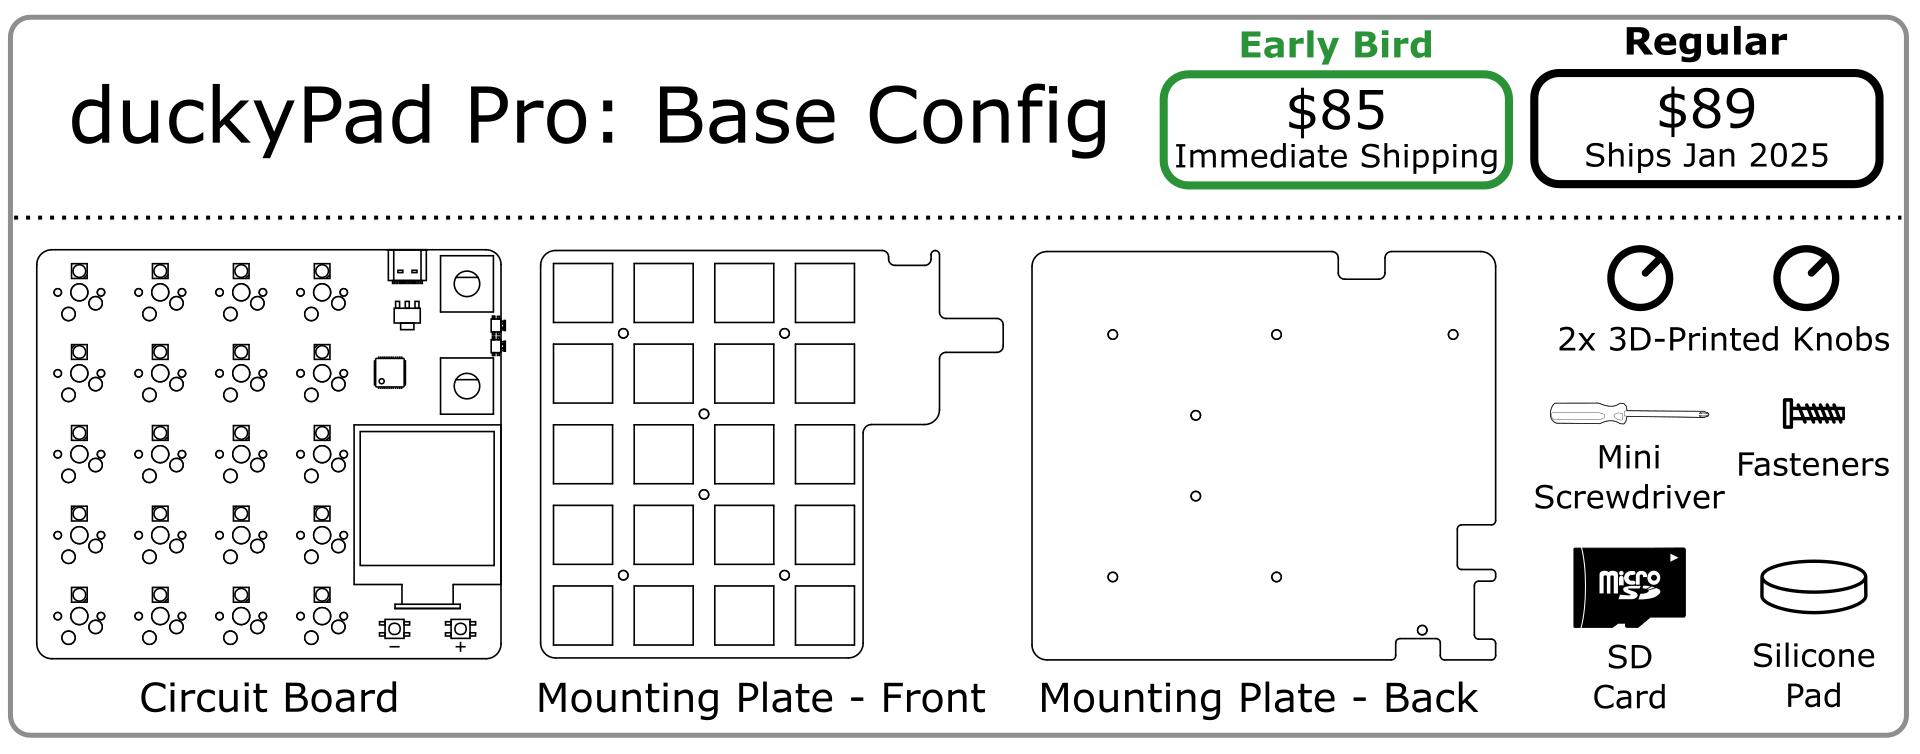 Early Bird
Regular
duckyPad Pro: Base Config
$85
Immediate Shipping
$89
Ships Jan 2025
2x 3D-Printed Knobs
Mini
Screwdriver
Fasteners
micro
SD
− +
SD
Card
Silicone
Pad
Circuit Board
Mounting Plate - Front
Mounting Plate - Back